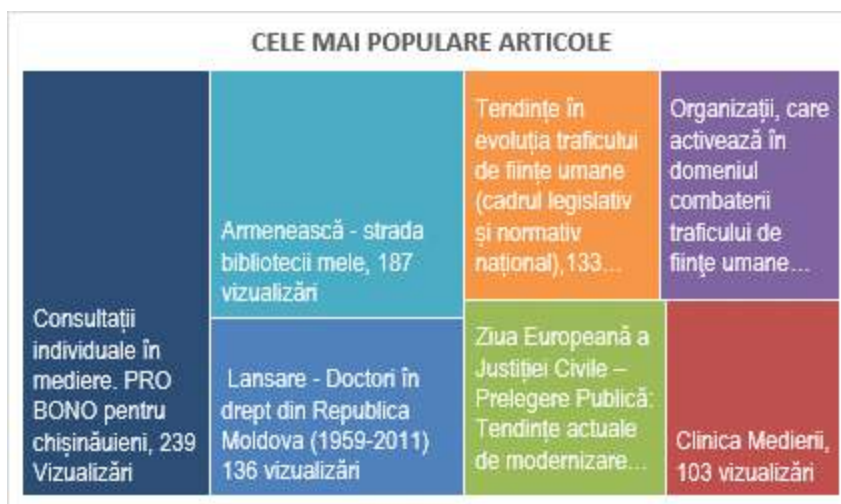 CELE MAI POPULARE ARTICOLE
Consultații
individuale în
mediere. PRO
BONO pentru
chișinăuieni, 239
Vizualizări
Armenească - strada
bibliotecii mele, 187
vizualizări
Lansare - Doctori în
drept din Republica
Moldova (1959-2011)
136 vizualizări
Tendințe în
evoluția traficului
de ființe umane
(cadrul legislativ
și normativ
național),133...
Organizații, care
activează în
domeniul
combaterii
traficului de
fiinţe umane...
Ziua Europeană a
Justiției Civile –
Prelegere Publică:
Tendințe actuale
de modernizare...
Clinica Medierii,
103 vizualizări